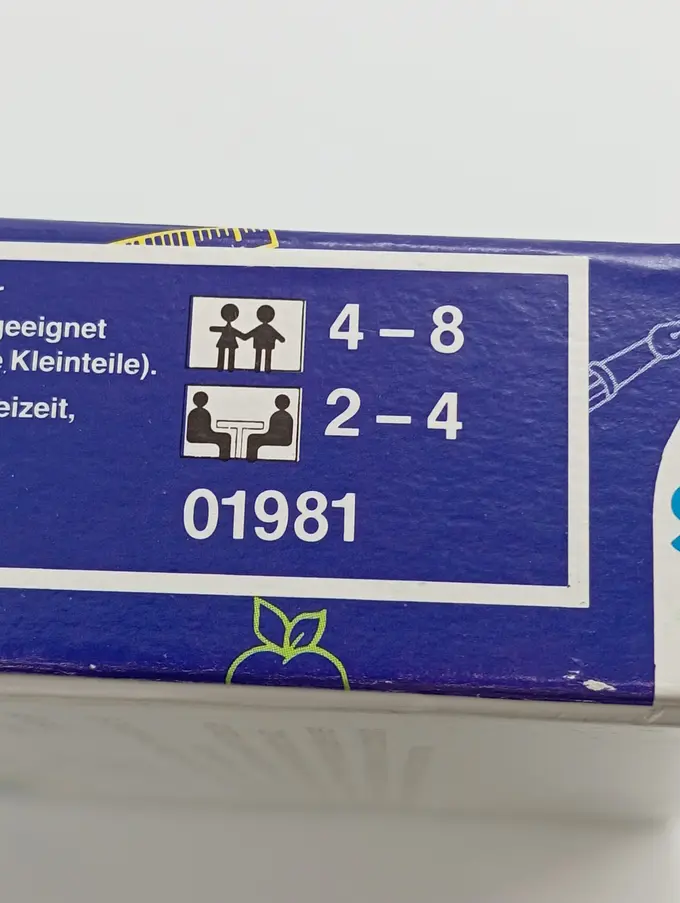 geeignet
Kleinteile).
eizeit,
4 – 8
2 – 4
01981